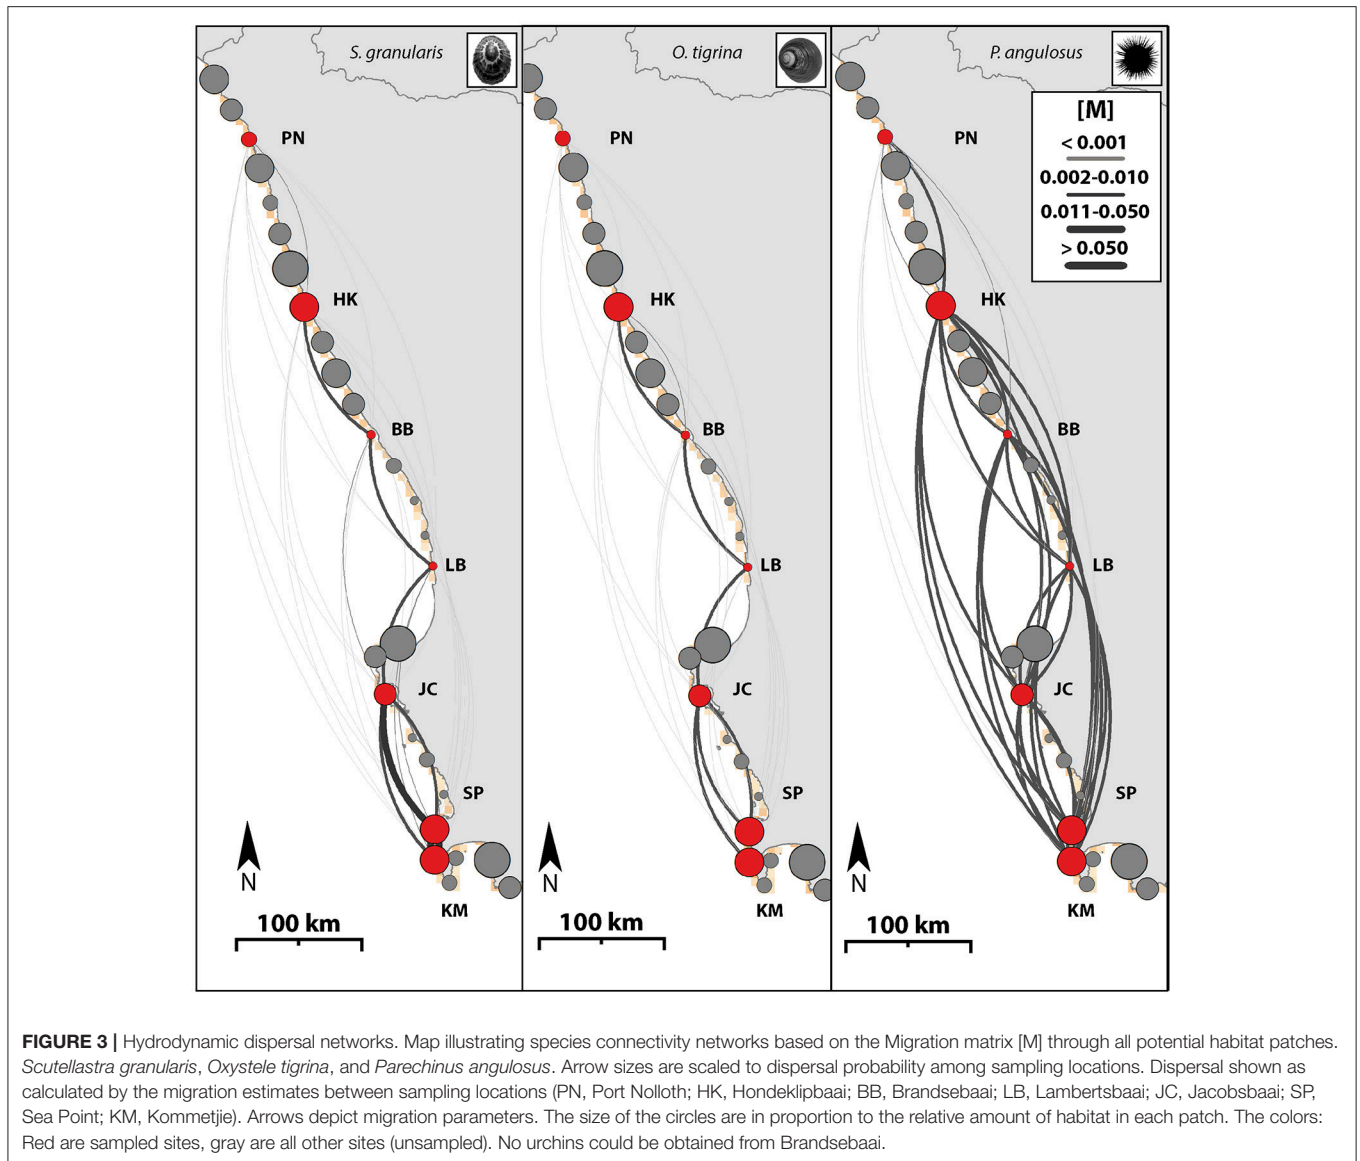 S. granularis
PN
HK
BB
LB
JC
SP
KM
N
100 km
O. tigrina
PN
HK
BB
LB
JC
SP
KM
N
100 km
P. angulosus
[M]
< 0.001
0.002-0.010
0.011-0.050
> 0.050
PN
HK
BB
LB
JC
SP
KM
N
100 km
FIGURE 3 | Hydrodynamic dispersal networks. Map illustrating species connectivity networks based on the Migration matrix [M] through all potential habitat patches.
Scutellastra granularis, Oxystele tigrina, and Parechinus angulosus. Arrow sizes are scaled to dispersal probability among sampling locations. Dispersal shown as
calculated by the migration estimates between sampling locations (PN, Port Nolloth; HK, Hondeklipbaai; BB, Brandsebaai; LB, Lambertsbaai; JC, Jacobsbaai; SP,
Sea Point; KM, Kommetjie). Arrows depict migration parameters. The size of the circles are in proportion to the relative amount of habitat in each patch. The colors:
Red are sampled sites, gray are all other sites (unsampled). No urchins could be obtained from Brandsebaai.